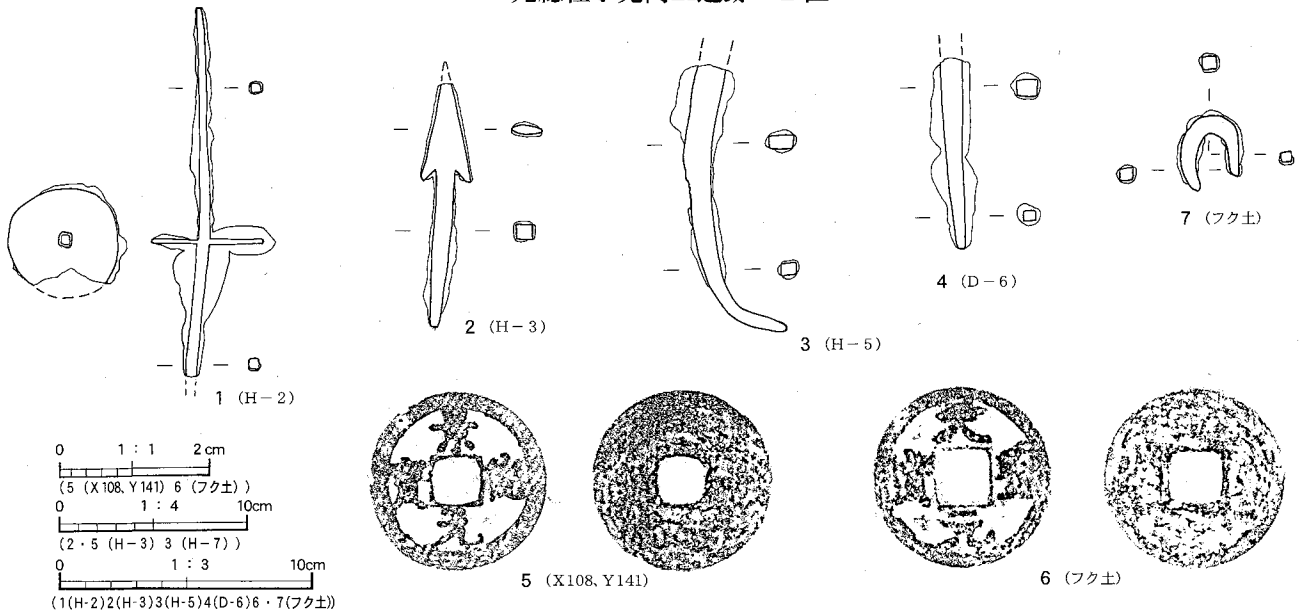 1 (H-2)
2 (H-3)
3 (H-5)
4 (D-6)
7 (フク土)
5 (X108、Y141)
6 (フク土)
0 1:1 2cm
(5 (X108、Y141) 6 (フク土))
0 1:4 10cm
(2・5 (H-3) 3 (H-7))
0 1:3 10cm
(1(H-2)2(H-3)3(H-5)4(D-6)6・7(フク土))